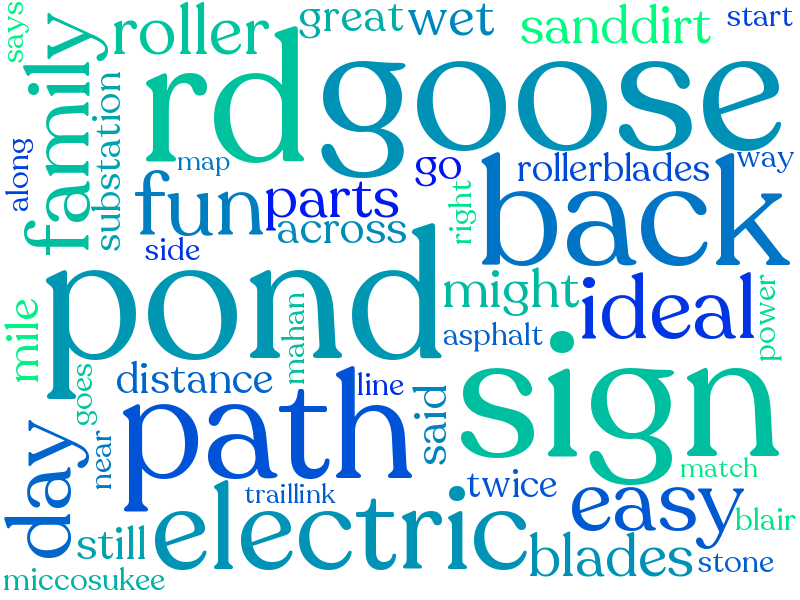 says
family
roller
great
wet
sanddirt
start
rd
goose
substation
along
map
fun
parts
go
rollerblades
way
across
right
back
side
pond
might
ideal
power
mile
mahan
asphalt
distance
goes
line
sign
path
said
day
near
traillink
twice
match
easy
blair
still
electric
blades
stone
miccosukee